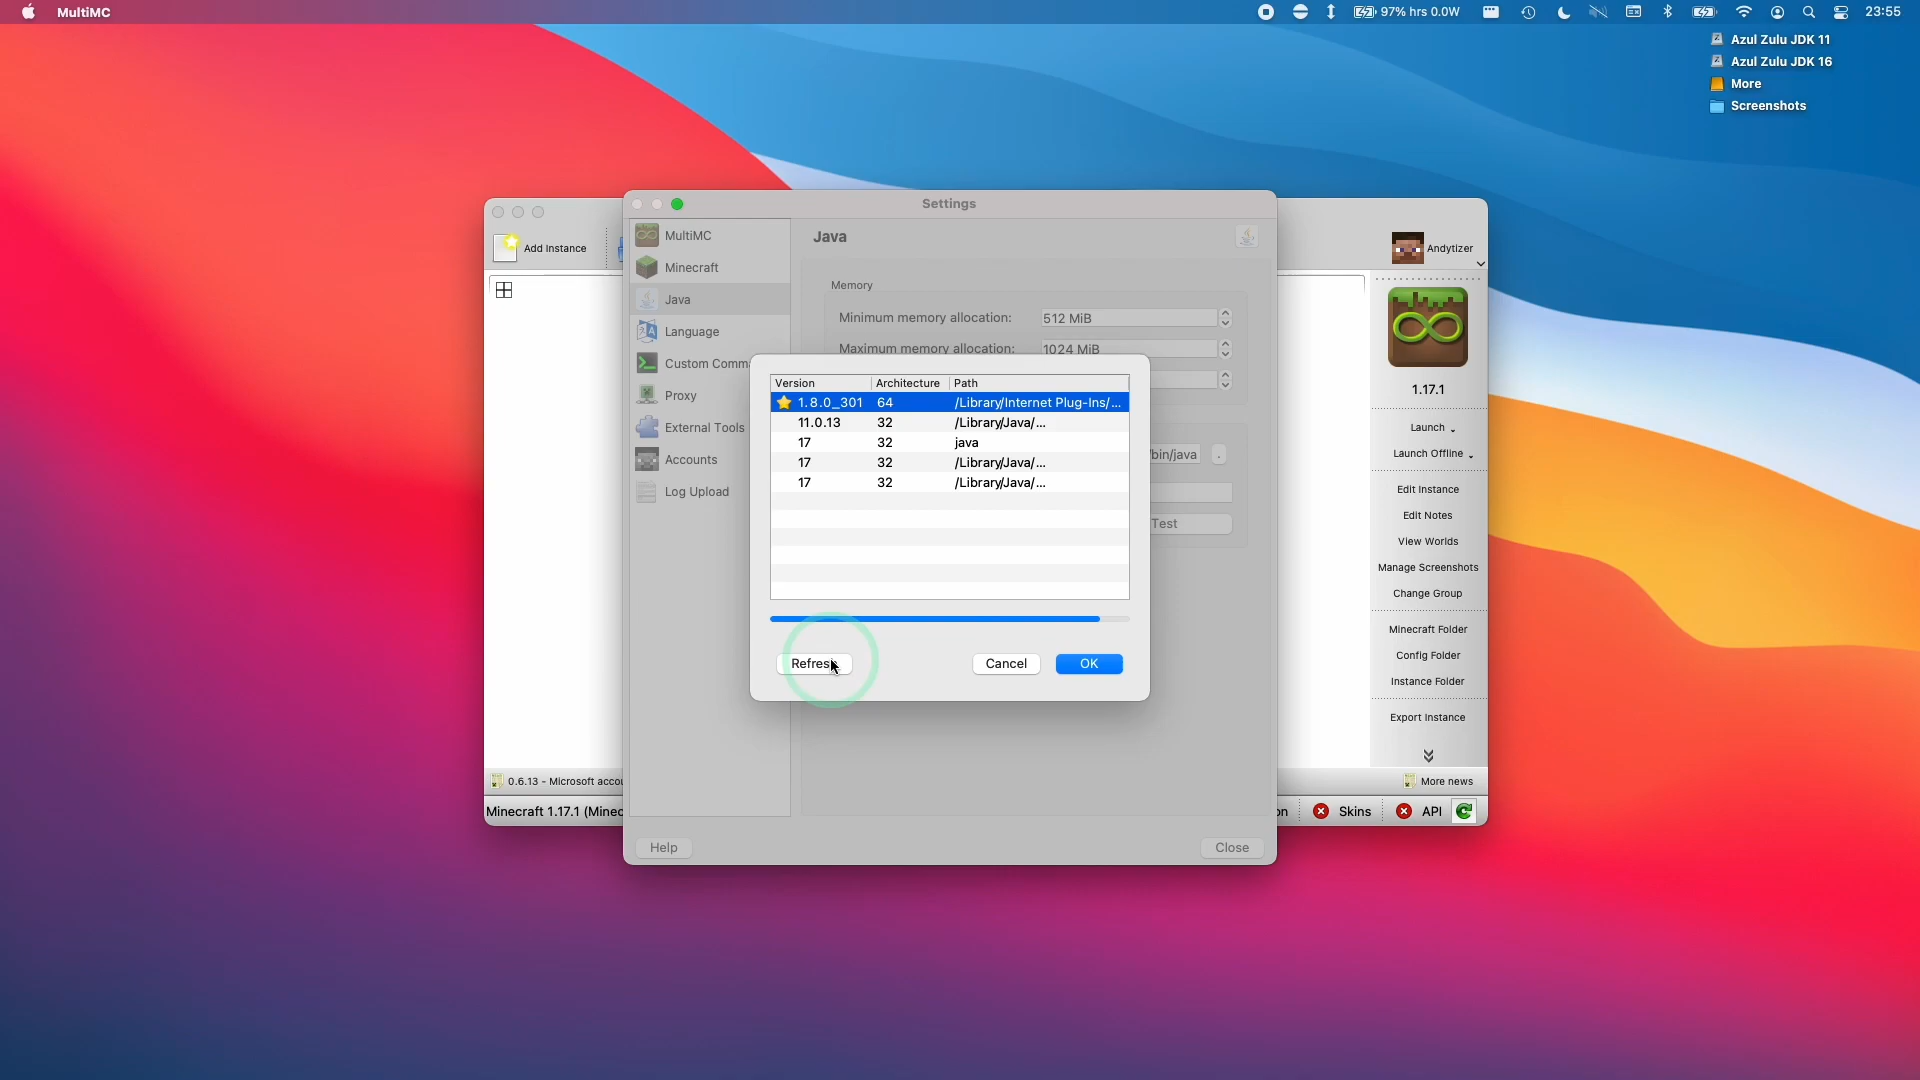 MultiMC
97% hrs 0.0W
23:55
Azul Zulu JDK 11
Azul Zulu JDK 16
More
Screenshots
Settings
Add Instance
Andytizer
MultiMC
Minecraft
Java
Language
Custom Comm
Proxy
External Tools
Accounts
Log Upload
Java
Memory
Minimum memory allocation:
512 MiB
Maximum memory allocation:
1024 MiB
/bin/java
.
Test
Version
Architecture
Path
1.8.0_301
64
/Library/Internet Plug-Ins/...
11.0.13
32
/Library/Java/...
17
32
java
17
32
/Library/Java/...
17
32
/Library/Java/...
Refresh
Cancel
OK
1.17.1
Launch
Launch Offline
Edit Instance
Edit Notes
View Worlds
Manage Screenshots
Change Group
Minecraft Folder
Config Folder
Instance Folder
Export Instance
0.6.13 - Microsoft accou
More news
Minecraft 1.17.1 (Minec
on
Skins
API
Help
Close